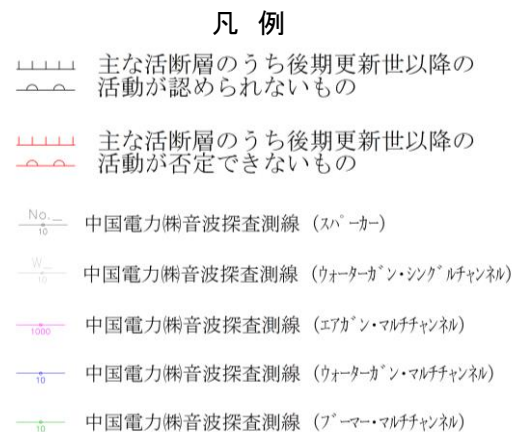 凡 例
主な活断層のうち後期更新世以降の
活動が認められないもの
主な活断層のうち後期更新世以降の
活動が否定できないもの
No._
10
中国電力㈱音波探査測線（ｽﾊﾟｰｶｰ）
W_
10
中国電力㈱音波探査測線（ｳｫｰﾀｰｶﾞﾝ・ｼﾝｸﾞﾙﾁｬﾝﾈﾙ）
1000
中国電力㈱音波探査測線（ｴｱｶﾞﾝ・ﾏﾙﾁﾁｬﾝﾈﾙ）
10
中国電力㈱音波探査測線（ｳｫｰﾀｰｶﾞﾝ・ﾏﾙﾁﾁｬﾝﾈﾙ）
10
中国電力㈱音波探査測線（ﾌﾞｰﾏｰ・ﾏﾙﾁﾁｬﾝﾈﾙ）